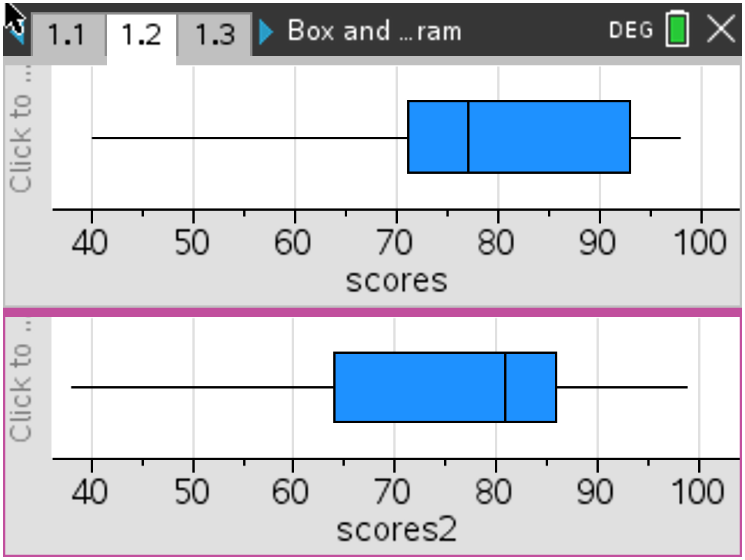 1.1 1.2 1.3 Box and …ram DEG
Click to …
40 50 60 70 80 90 100
scores
Click to …
40 50 60 70 80 90 100
scores2